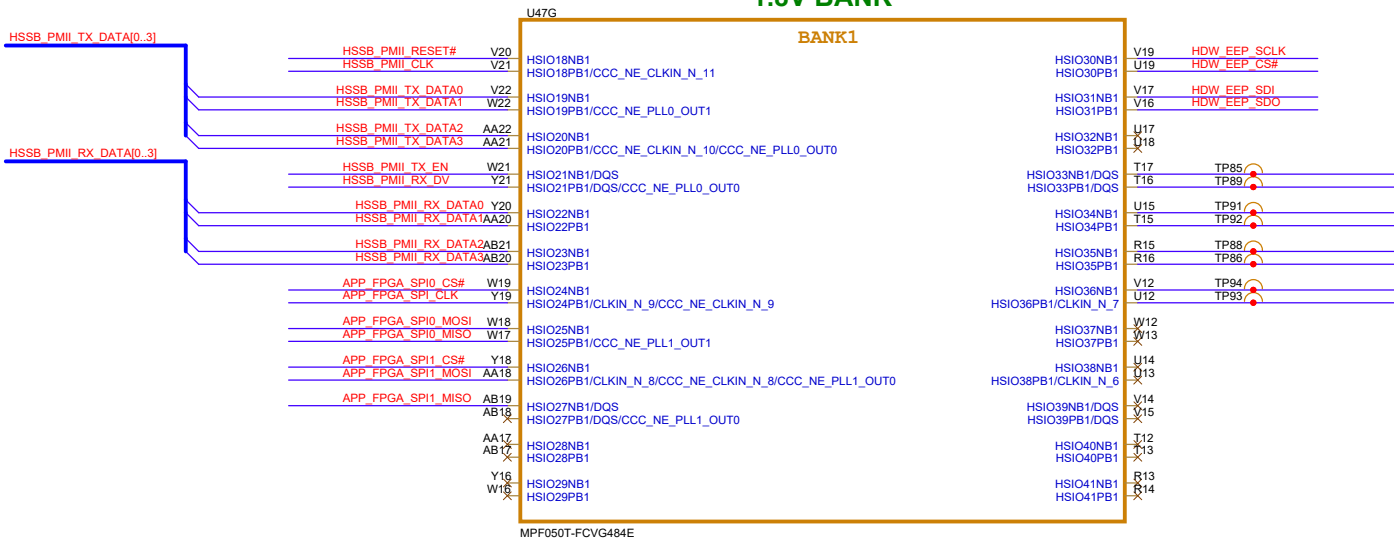 1.8V BANK
U47G
BANK1
HSSB_PMII_TX_DATA[0..3]
HSSB_PMII_RESET# V20 HSIO18NB1 HSIO30NB1 V19 HDW_EEP_SCLK
HSSB_PMII_CLK V21 HSIO18PB1/CCC_NE_CLKIN_N_11 HSIO30PB1 U19 HDW_EEP_CS#
HSSB_PMII_TX_DATA0 V22 HSIO19NB1 HSIO31NB1 V17 HDW_EEP_SDI
HSSB_PMII_TX_DATA1 W22 HSIO19PB1/CCC_NE_PLL0_OUT1 HSIO31PB1 V16 HDW_EEP_SDO
HSSB_PMII_TX_DATA2 AA22 HSIO20NB1 HSIO32NB1 U17
HSSB_PMII_TX_DATA3 AA21 HSIO20PB1/CCC_NE_CLKIN_N_10/CCC_NE_PLL0_OUT0 HSIO32PB1 U18
HSSB_PMII_RX_DATA[0..3]
HSSB_PMII_TX_EN W21 HSIO21NB1/DQS HSIO33NB1/DQS T17 TP85
HSSB_PMII_RX_DV Y21 HSIO21PB1/DQS/CCC_NE_PLL0_OUT0 HSIO33PB1/DQS T16 TP89
HSSB_PMII_RX_DATA0 Y20 HSIO22NB1 HSIO34NB1 U15 TP91
HSSB_PMII_RX_DATA1 AA20 HSIO22PB1 HSIO34PB1 T15 TP92
HSSB_PMII_RX_DATA2 AB21 HSIO23NB1 HSIO35NB1 R15 TP88
HSSB_PMII_RX_DATA3 AB20 HSIO23PB1 HSIO35PB1 R16 TP86
APP_FPGA_SPI0_CS# W19 HSIO24NB1 HSIO36NB1 V12 TP94
APP_FPGA_SPI_CLK Y19 HSIO24PB1/CLKIN_N_9/CCC_NE_CLKIN_N_9 HSIO36PB1/CLKIN_N_7 U12 TP93
APP_FPGA_SPI0_MOSI W18 HSIO25NB1 HSIO37NB1 W12
APP_FPGA_SPI0_MISO W17 HSIO25PB1/CCC_NE_PLL1_OUT1 HSIO37PB1 W13
APP_FPGA_SPI1_CS# Y18 HSIO26NB1 HSIO38NB1 U14
APP_FPGA_SPI1_MOSI AA18 HSIO26PB1/CLKIN_N_8/CCC_NE_CLKIN_N_8/CCC_NE_PLL1_OUT0 HSIO38PB1/CLKIN_N_6 U13
APP_FPGA_SPI1_MISO AB19 HSIO27NB1/DQS HSIO39NB1/DQS V14
AB18 HSIO27PB1/DQS/CCC_NE_PLL1_OUT0 HSIO39PB1/DQS V15
AA17 HSIO28NB1 HSIO40NB1 T12
AB17 HSIO28PB1 HSIO40PB1 T13
Y16 HSIO29NB1 HSIO41NB1 R13
W16 HSIO29PB1 HSIO41PB1 R14
MPF050T-FCVG484E